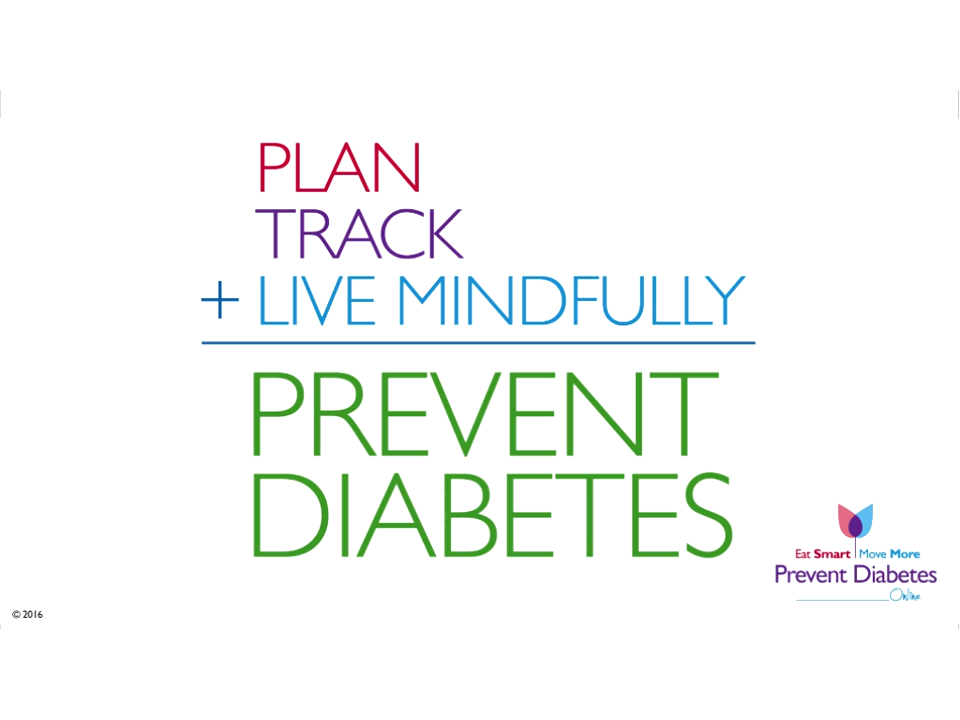 PLAN
TRACK
+ LIVE MINDFULLY
PREVENT
DIABETES
Eat Smart Move More
Prevent Diabetes
Online
© 2016